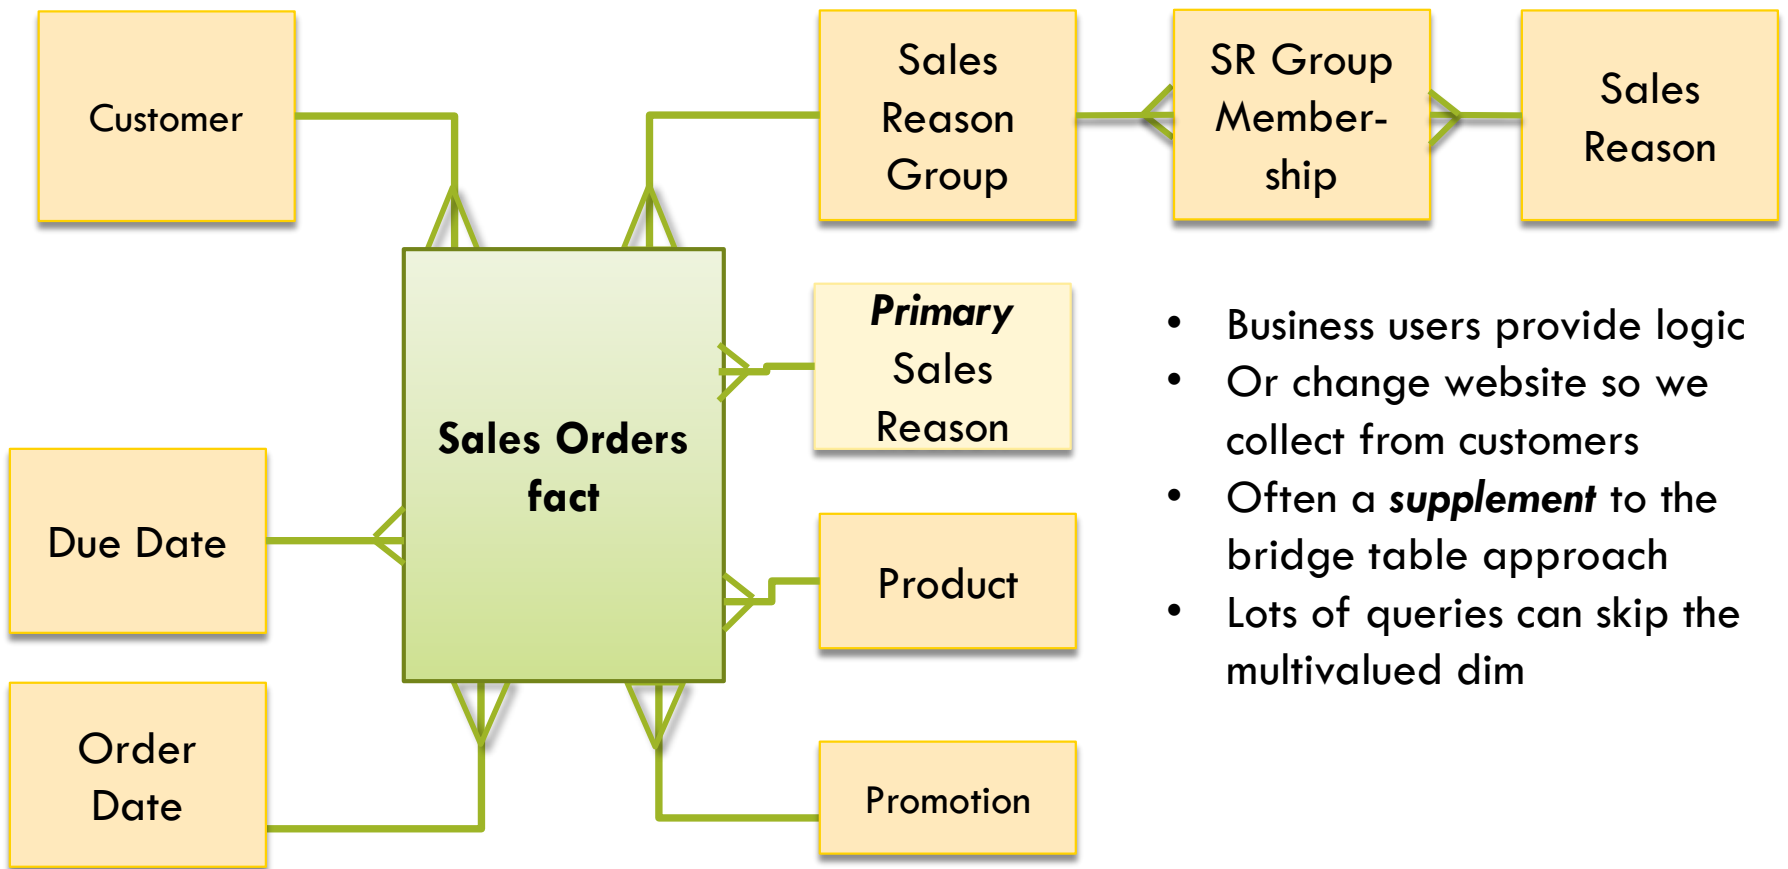 Customer
Sales
Reason
Group
SR Group
Member-
ship
Sales
Reason
Primary
Sales
Reason
Sales Orders
fact
Due Date
Product
Order
Date
Promotion
• Business users provide logic
• Or change website so we
collect from customers
• Often a supplement to the
bridge table approach
• Lots of queries can skip the
multivalued dim